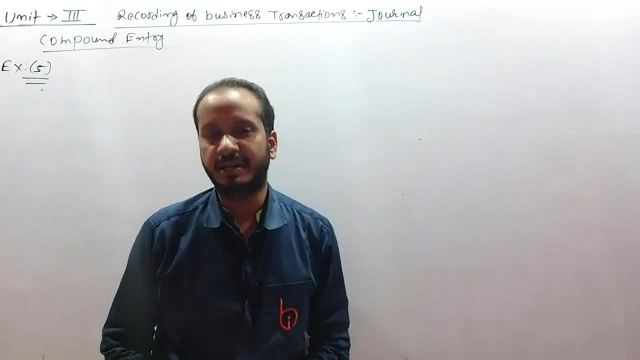 Unit → III Recording of business Transactions :- Journal
Compound Entry
Ex:(5)